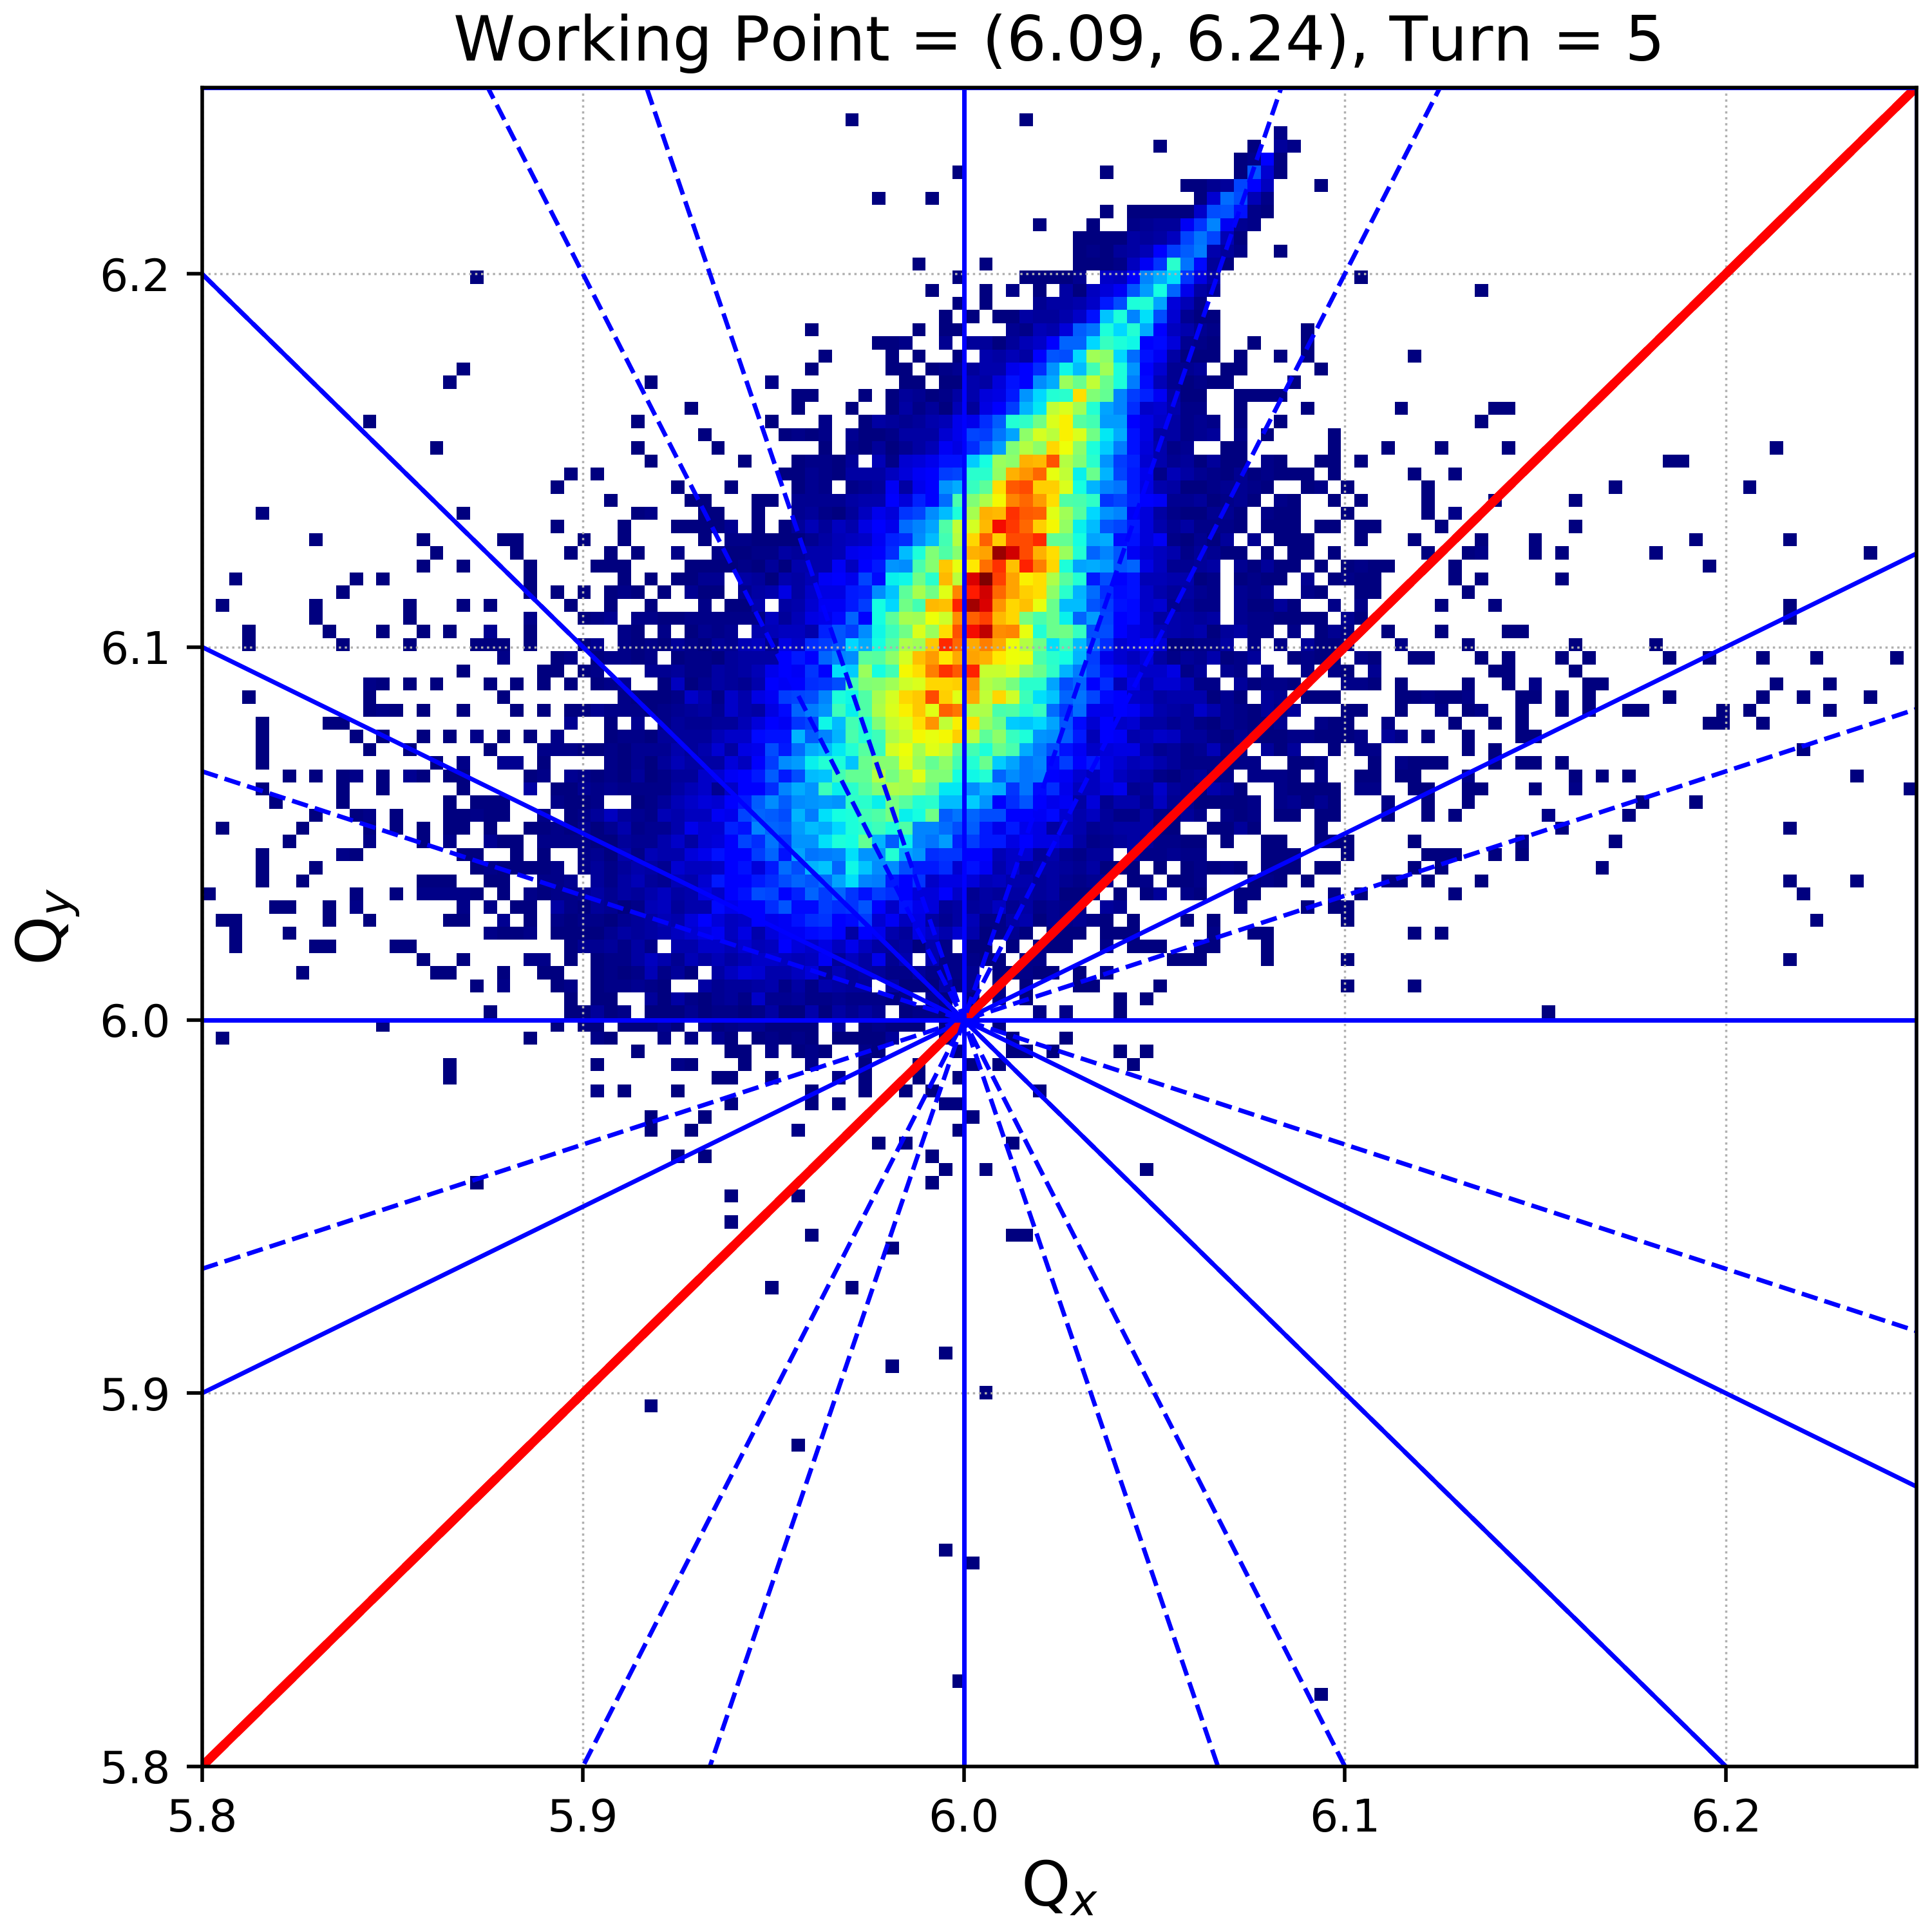 Working Point = (6.09, 6.24), Turn = 5
6.2
6.1
6.0
5.9
5.8
Qy
5.8 5.9 6.0 6.1 6.2
Qx